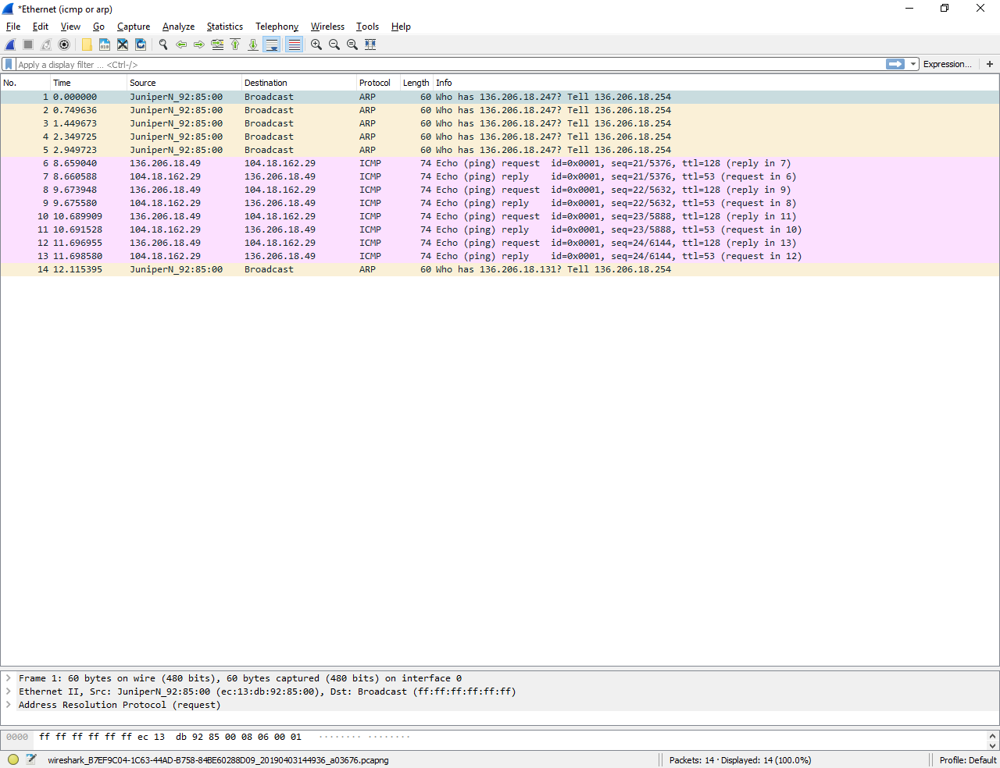 *Ethernet (icmp or arp)
File Edit View Go Capture Analyze Statistics Telephony Wireless Tools Help
Apply a display filter ... <Ctrl-/> Expression... +
No. Time Source Destination Protocol Length Info
1 0.000000 JuniperN_92:85:00 Broadcast ARP 60 Who has 136.206.18.247? Tell 136.206.18.254
2 0.749636 JuniperN_92:85:00 Broadcast ARP 60 Who has 136.206.18.247? Tell 136.206.18.254
3 1.449673 JuniperN_92:85:00 Broadcast ARP 60 Who has 136.206.18.247? Tell 136.206.18.254
4 2.349725 JuniperN_92:85:00 Broadcast ARP 60 Who has 136.206.18.247? Tell 136.206.18.254
5 2.949723 JuniperN_92:85:00 Broadcast ARP 60 Who has 136.206.18.247? Tell 136.206.18.254
6 8.659040 136.206.18.49 104.18.162.29 ICMP 74 Echo (ping) request id=0x0001, seq=21/5376, ttl=128 (reply in 7)
7 8.660588 104.18.162.29 136.206.18.49 ICMP 74 Echo (ping) reply id=0x0001, seq=21/5376, ttl=53 (request in 6)
8 9.673948 136.206.18.49 104.18.162.29 ICMP 74 Echo (ping) request id=0x0001, seq=22/5632, ttl=128 (reply in 9)
9 9.675580 104.18.162.29 136.206.18.49 ICMP 74 Echo (ping) reply id=0x0001, seq=22/5632, ttl=53 (request in 8)
10 10.689909 136.206.18.49 104.18.162.29 ICMP 74 Echo (ping) request id=0x0001, seq=23/5888, ttl=128 (reply in 11)
11 10.691528 104.18.162.29 136.206.18.49 ICMP 74 Echo (ping) reply id=0x0001, seq=23/5888, ttl=53 (request in 10)
12 11.696955 136.206.18.49 104.18.162.29 ICMP 74 Echo (ping) request id=0x0001, seq=24/6144, ttl=128 (reply in 13)
13 11.698580 104.18.162.29 136.206.18.49 ICMP 74 Echo (ping) reply id=0x0001, seq=24/6144, ttl=53 (request in 12)
14 12.115395 JuniperN_92:85:00 Broadcast ARP 60 Who has 136.206.18.131? Tell 136.206.18.254
Frame 1: 60 bytes on wire (480 bits), 60 bytes captured (480 bits) on interface 0
Ethernet II, Src: JuniperN_92:85:00 (ec:13:db:92:85:00), Dst: Broadcast (ff:ff:ff:ff:ff:ff)
Address Resolution Protocol (request)
0000 ff ff ff ff ff ff ec 13 db 92 85 00 08 06 00 01 ········ ········
wireshark_B7EF9C04-1C63-44AD-B758-84BE60288D09_20190403144936_a03676.pcapng Packets: 14 · Displayed: 14 (100.0%) Profile: Default